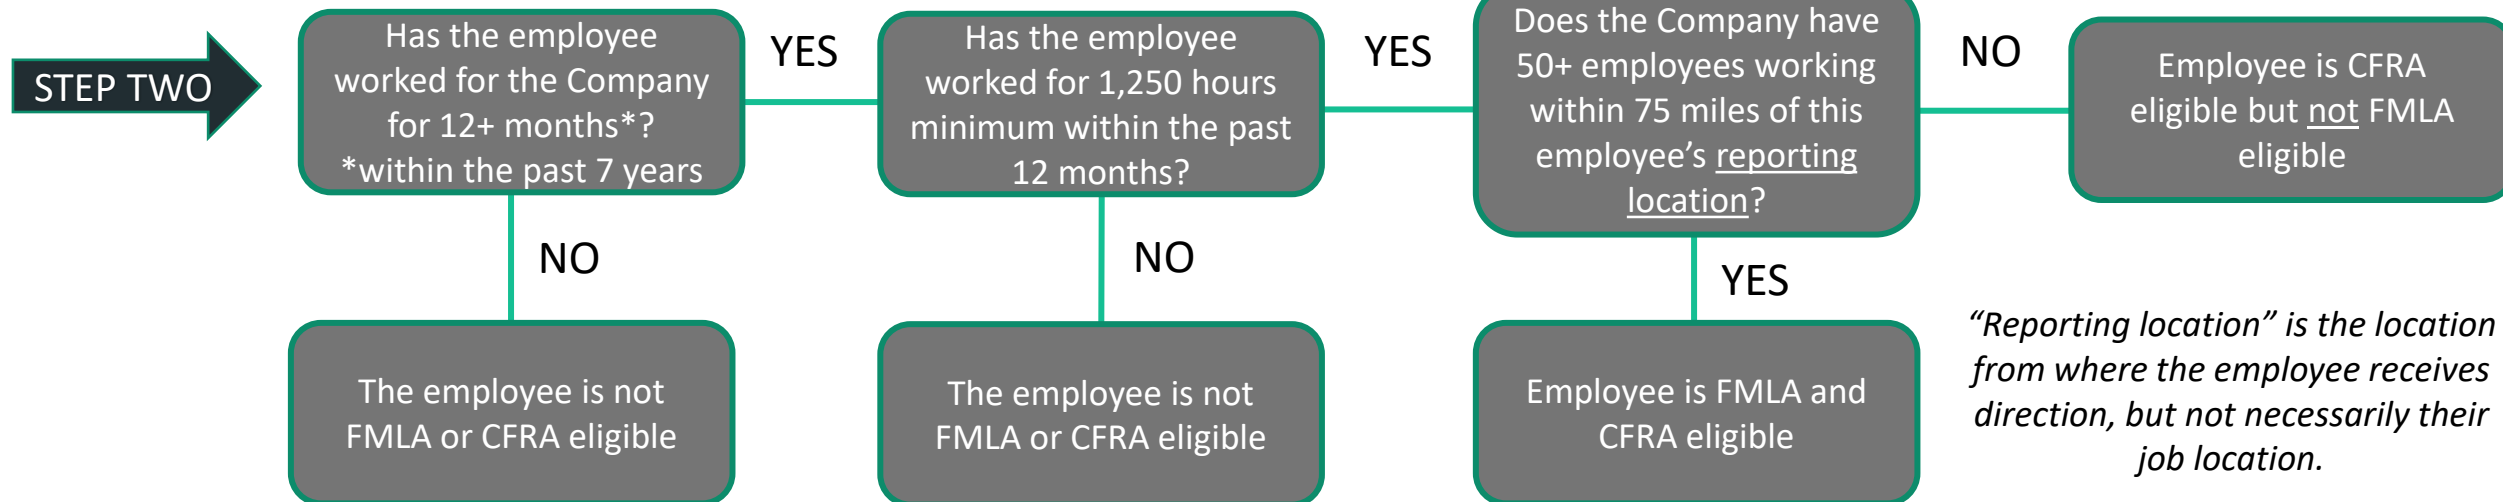 STEP TWO
Has the employee
worked for the Company
for 12+ months*?
*within the past 7 years
YES
Has the employee
worked for 1,250 hours
minimum within the past
12 months?
YES
Does the Company have
50+ employees working
within 75 miles of this
employee’s reporting
location?
NO
Employee is CFRA
eligible but not FMLA
eligible
NO
NO
YES
The employee is not
FMLA or CFRA eligible
The employee is not
FMLA or CFRA eligible
Employee is FMLA and
CFRA eligible
“Reporting location” is the location
from where the employee receives
direction, but not necessarily their
job location.